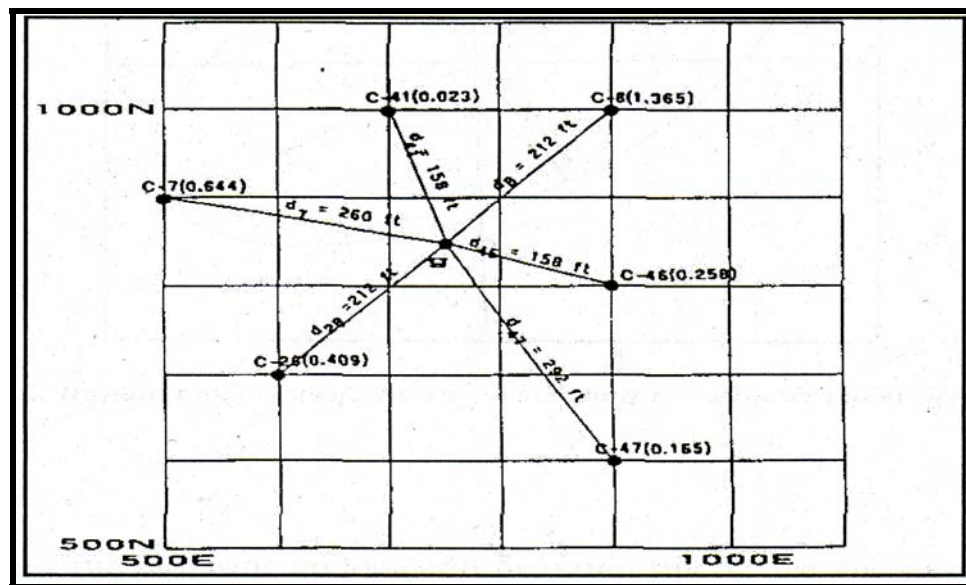 C-41(0.023)
C-8(1.365)
1000N
d41= 158 ft
d8 = 212 ft
C-7(0.644)
d7 = 260 ft
d46 = 158 ft
C-46(0.258)
d28 =212 ft
d47 = 292 ft
C-28(0.409)
C-47(0.165)
500N
500E
1000E